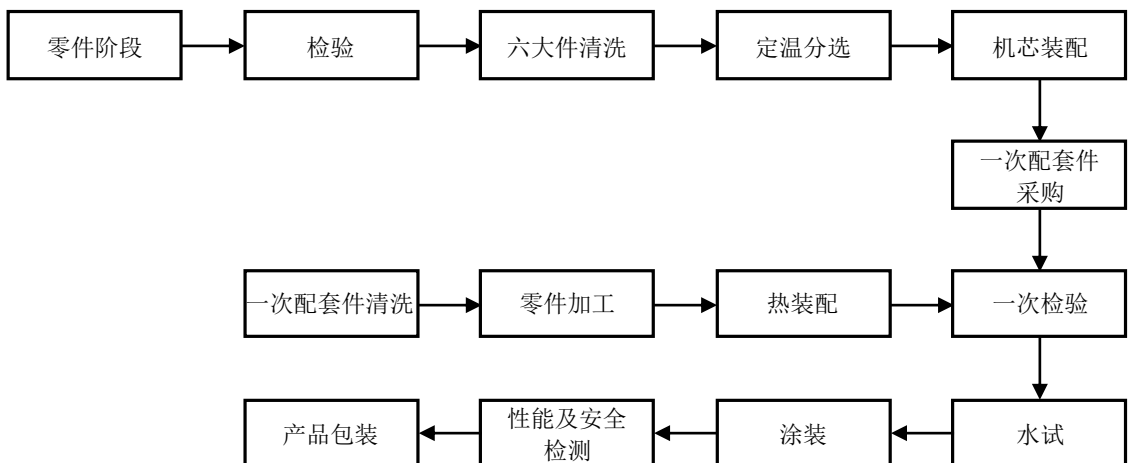 零件阶段
检验
六大件清洗
定温分选
机芯装配
一次配套件
采购
一次配套件清洗
零件加工
热装配
一次检验
产品包装
性能及安全
检测
涂装
水试